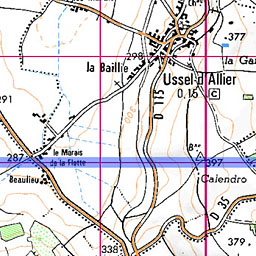 298
377
la Baillie
la Ga
Ussel d'Allier
0,15 C
291
300
D 115
287
le Marais
de la Flotte
Beaulieu
397
Calendro
D 35
338
379